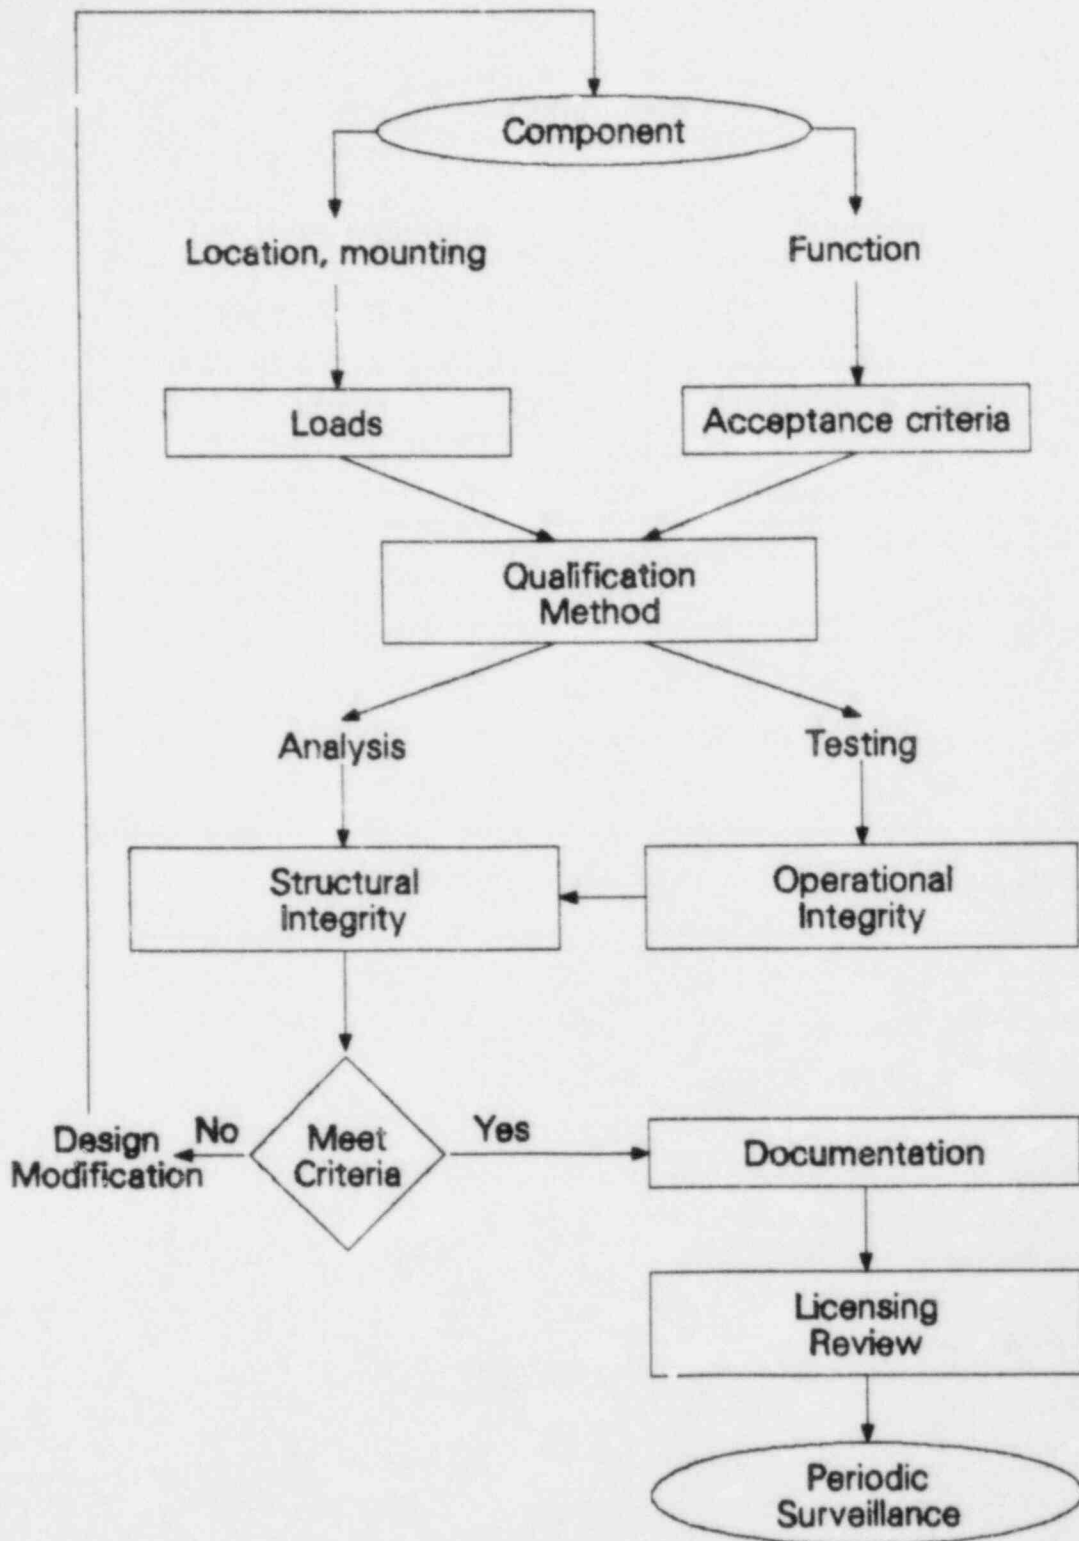 Component
Location, mounting
Function
Loads
Acceptance criteria
Qualification
Method
Analysis
Testing
Structural
Integrity
Operational
Integrity
Design
Modification
No
Meet
Criteria
Yes
Documentation
Licensing
Review
Periodic
Surveillance